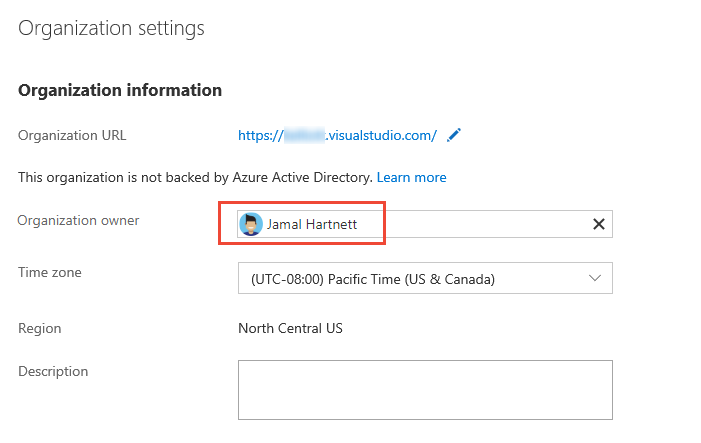 Organization settings
Organization information
Organization URL https:// .visualstudio.com/
This organization is not backed by Azure Active Directory. Learn more
Organization owner Jamal Hartnett
Time zone (UTC-08:00) Pacific Time (US & Canada)
Region North Central US
Description